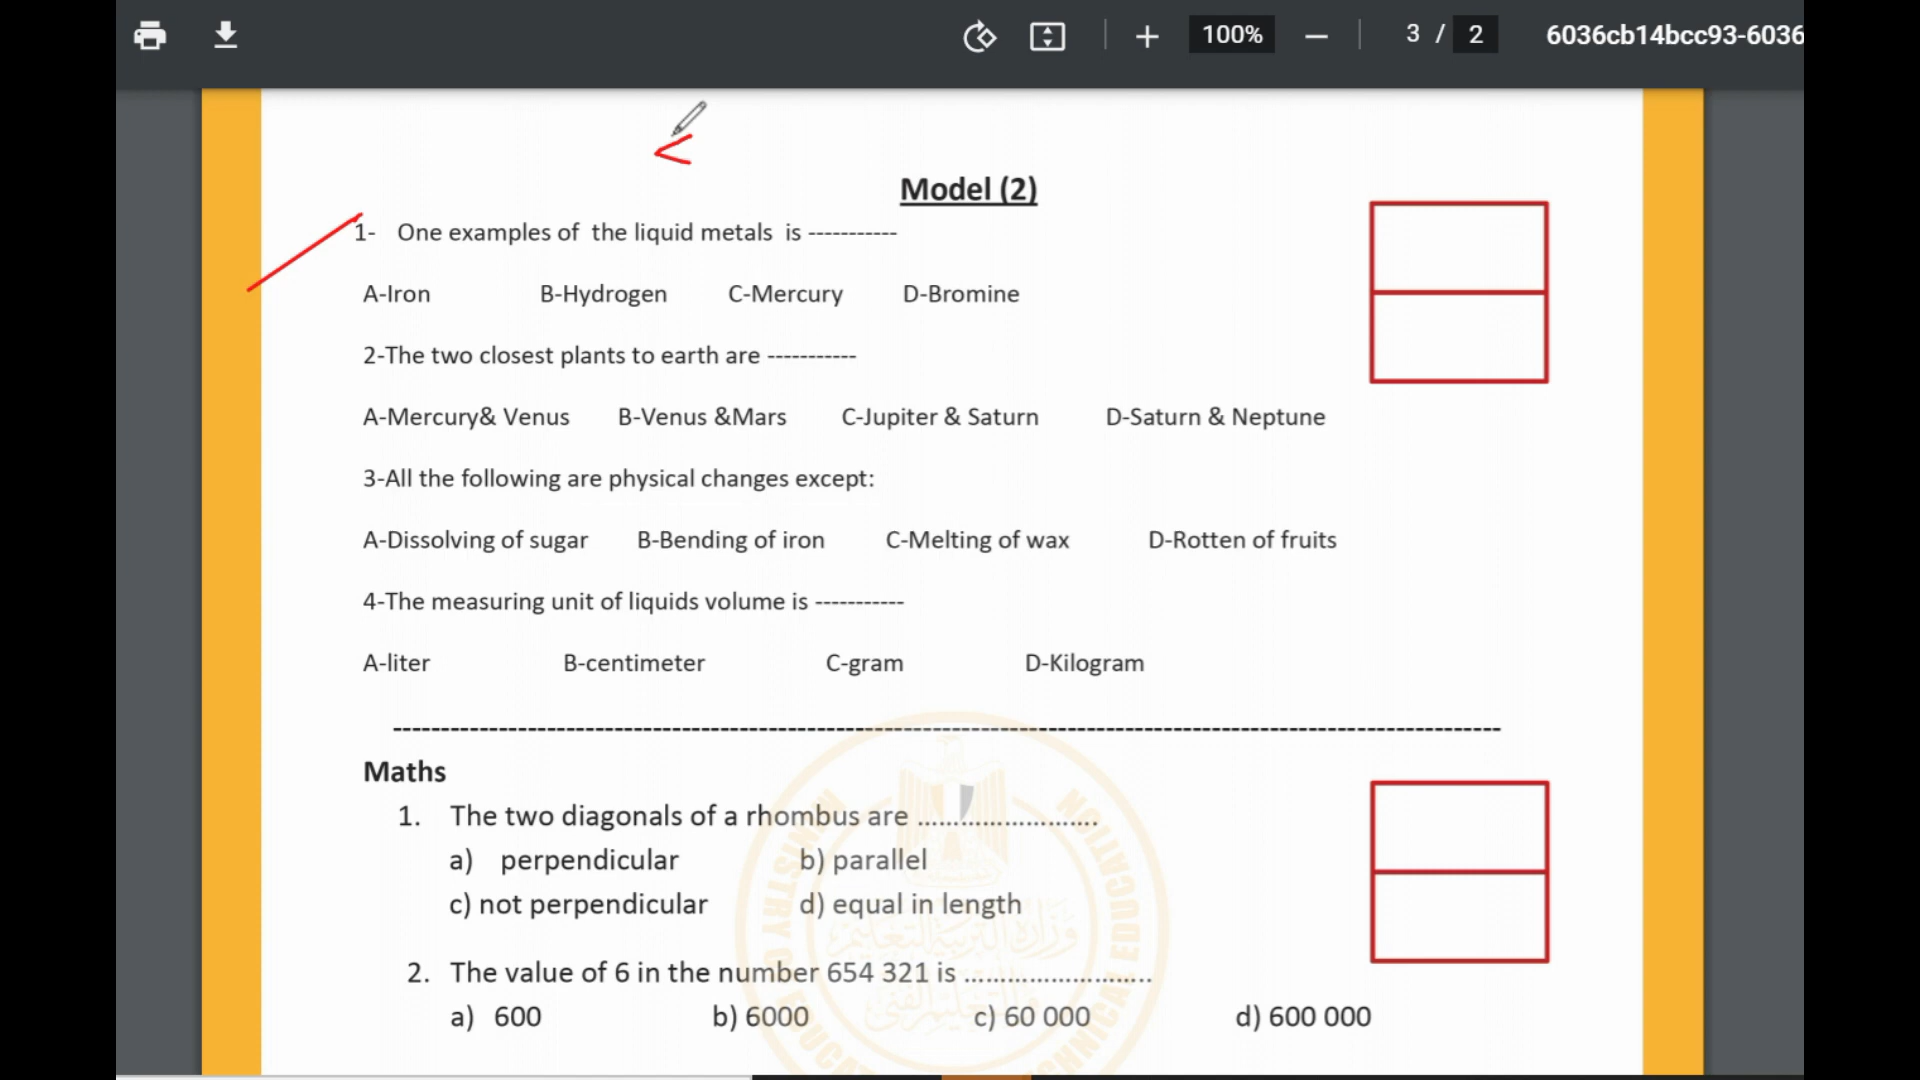 100%
3 / 2
6036cb14bcc93-6036
Model (2)
1- One examples of the liquid metals is -----------
A-Iron B-Hydrogen C-Mercury D-Bromine
2-The two closest plants to earth are -----------
A-Mercury& Venus B-Venus &Mars C-Jupiter & Saturn D-Saturn & Neptune
3-All the following are physical changes except:
A-Dissolving of sugar B-Bending of iron C-Melting of wax D-Rotten of fruits
4-The measuring unit of liquids volume is -----------
A-liter B-centimeter C-gram D-Kilogram
Maths
1. The two diagonals of a rhombus are ..........................
a) perpendicular b) parallel
c) not perpendicular d) equal in length
2. The value of 6 in the number 654 321 is ..........................
a) 600 b) 6000 c) 60 000 d) 600 000